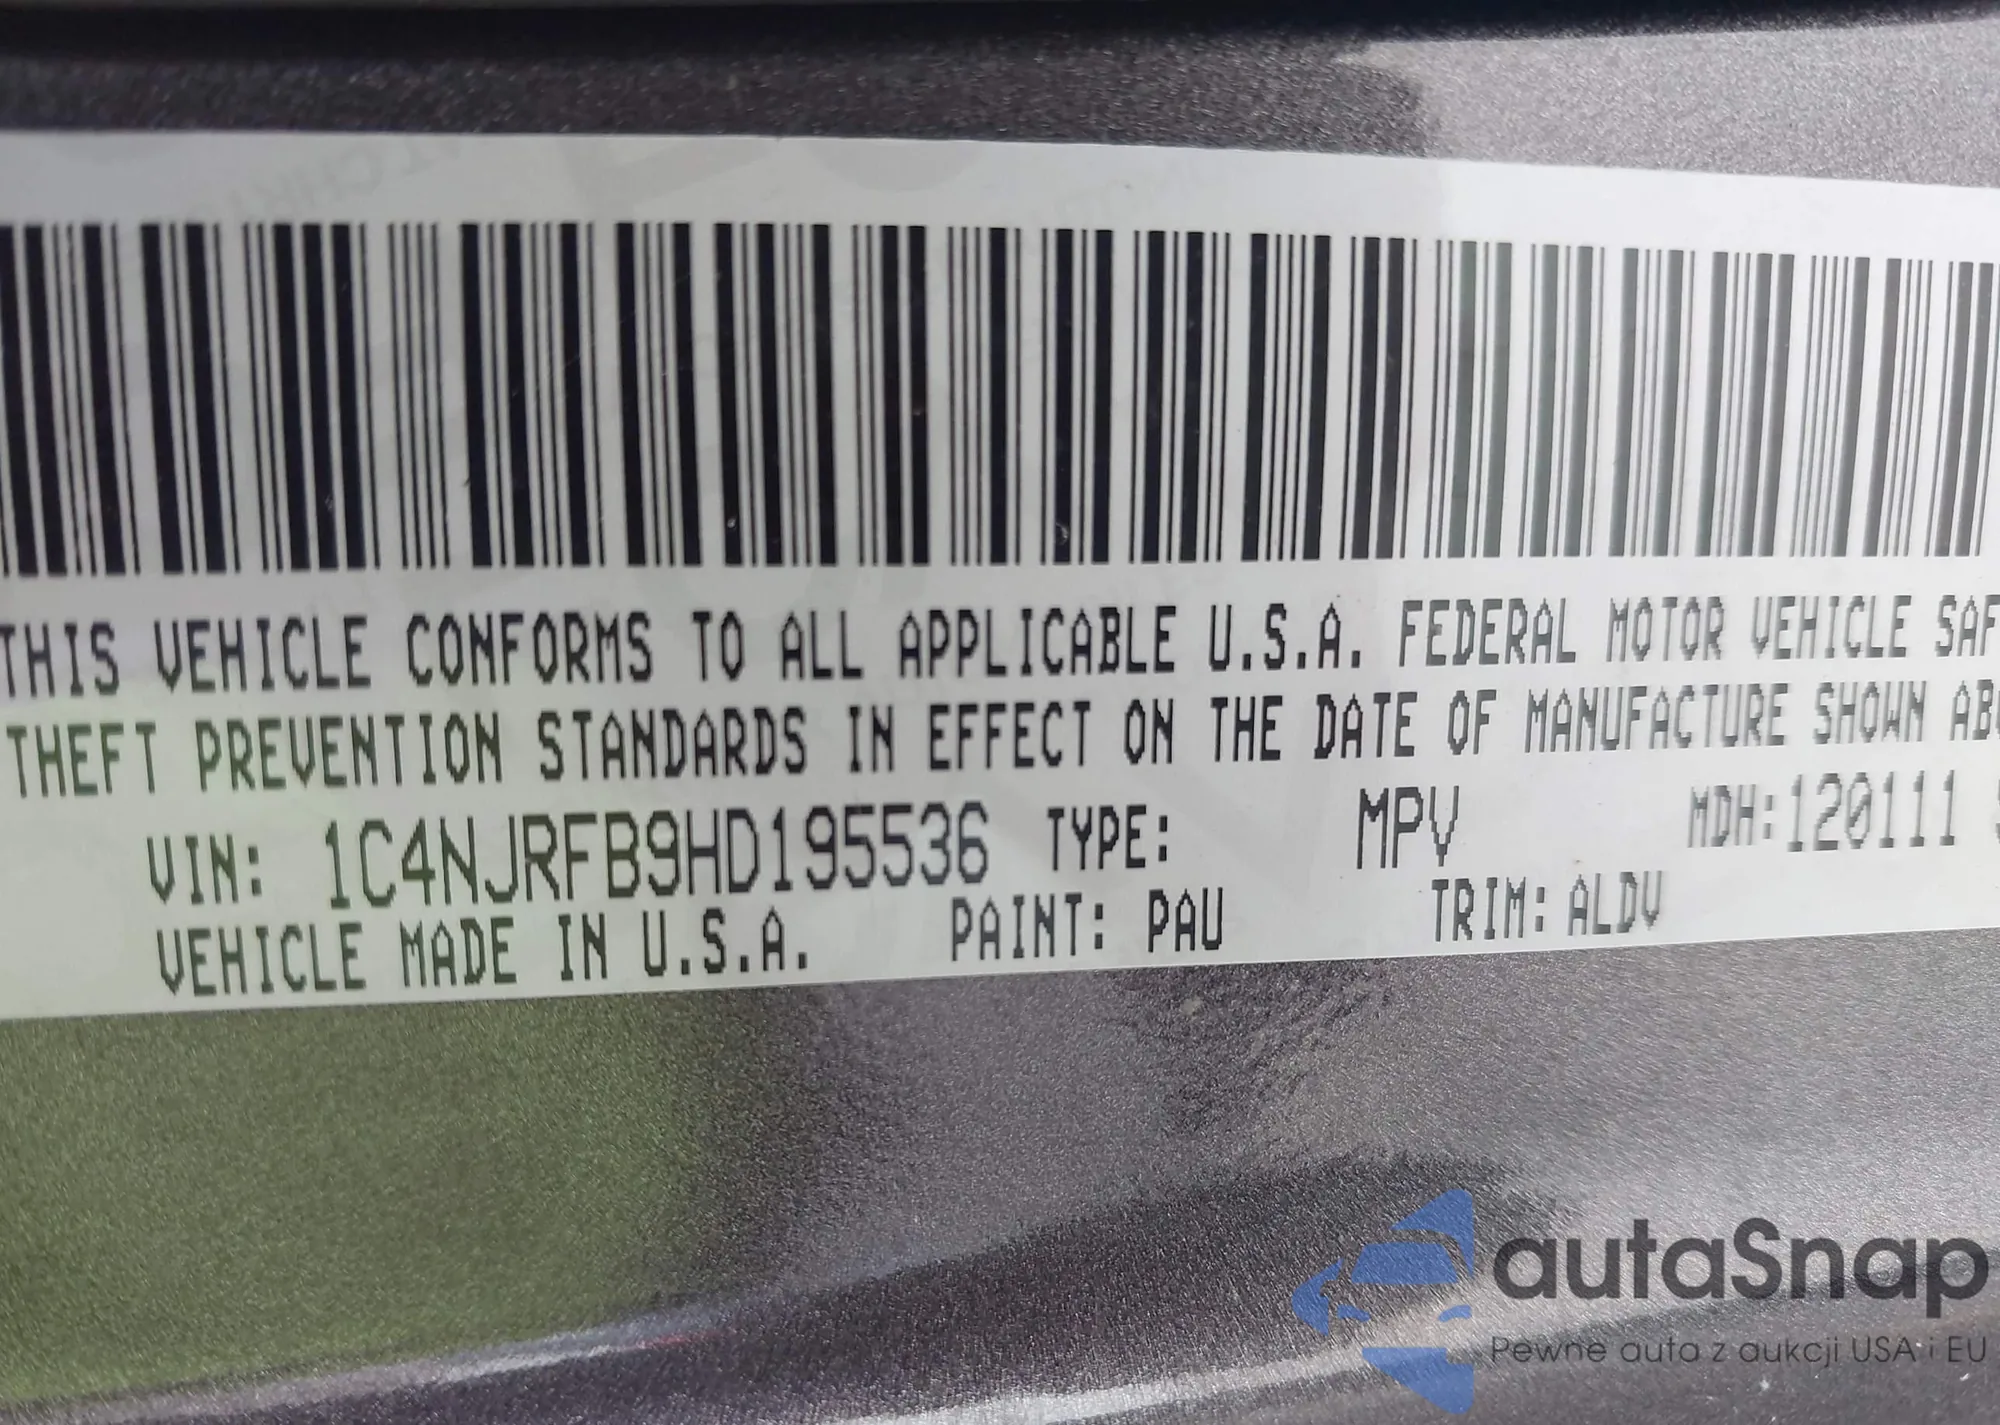 THIS VEHICLE CONFORMS TO ALL APPLICABLE U.S.A. FEDERAL MOTOR VEHICLE SAF
THEFT PREVENTION STANDARDS IN EFFECT ON THE DATE OF MANUFACTURE SHOWN AB
VIN: 1C4NJRFB9HD195536 TYPE: MPV MDH:120111
VEHICLE MADE IN U.S.A. PAINT: PAU TRIM: ALDV
autaSnap
Pewne auta z aukcji USA i EU